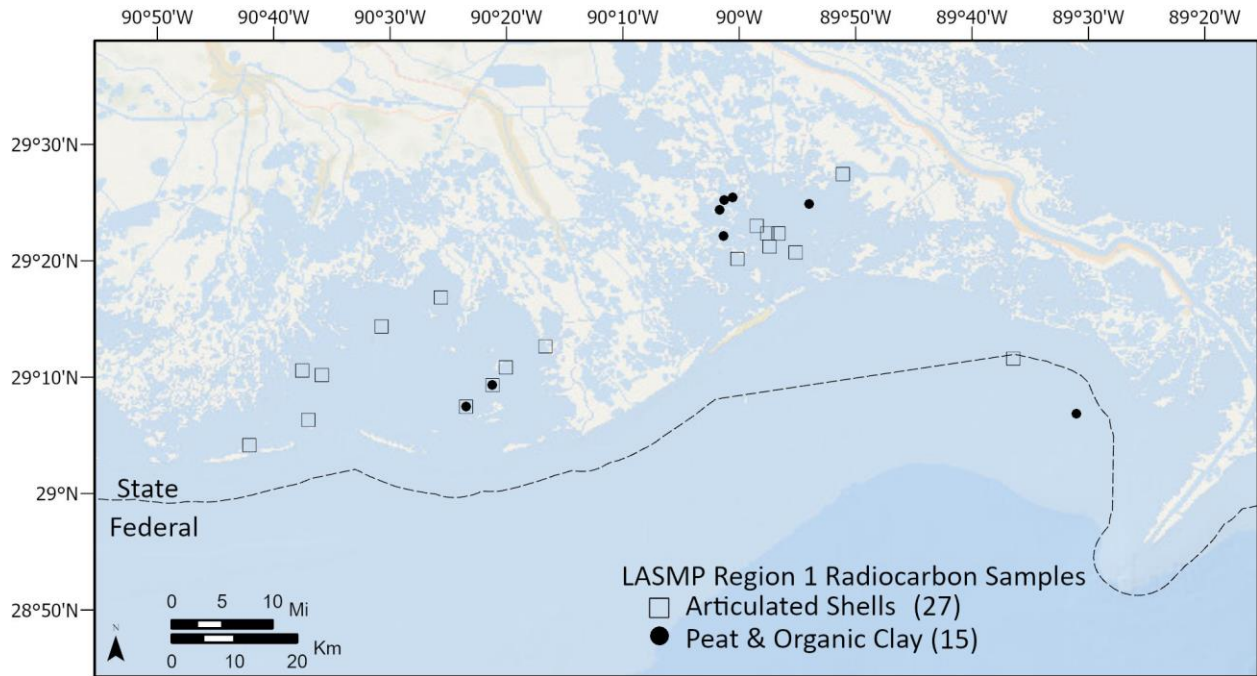 90°50'W 90°40'W 90°30'W 90°20'W 90°10'W 90°W 89°50'W 89°40'W 89°30'W 89°20'W
29°30'N
29°20'N
29°10'N
29°N
28°50'N
State
Federal
LASMP Region 1 Radiocarbon Samples
Articulated Shells (27)
Peat & Organic Clay (15)
N
0 5 10 Mi
Km
0 10 20